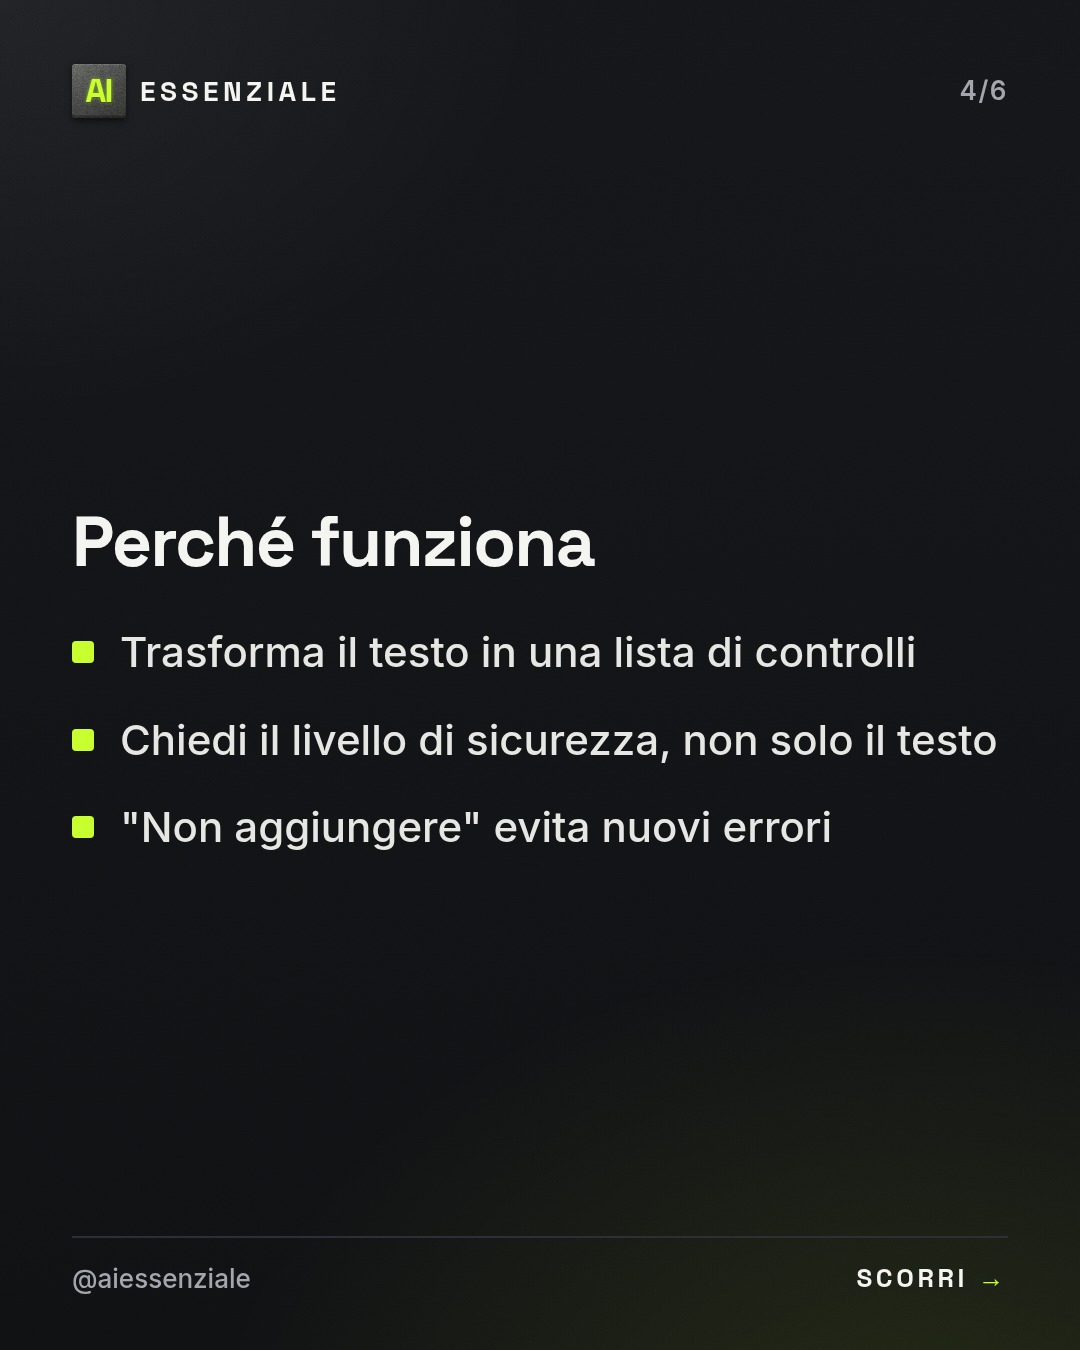 AI ESSENZIALE
4/6
Perché funziona
Trasforma il testo in una lista di controlli
Chiedi il livello di sicurezza, non solo il testo
"Non aggiungere" evita nuovi errori
@aiessenziale
SCORRI →